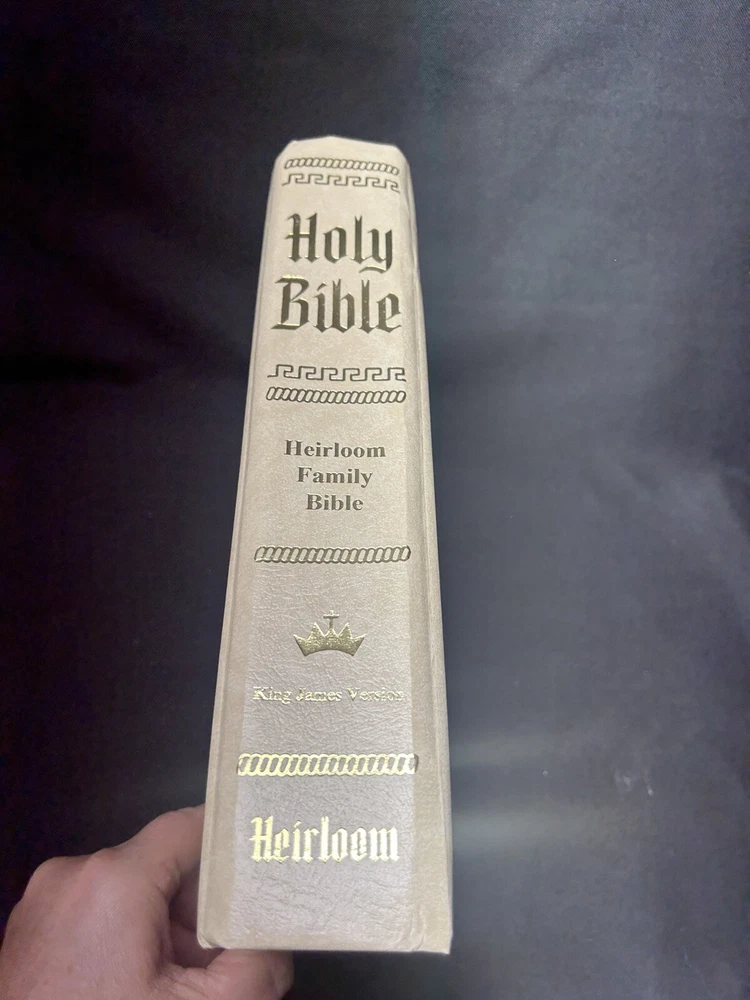 Holy
Bible
Heirloom
Family
Bible
King James Version
Heirloom